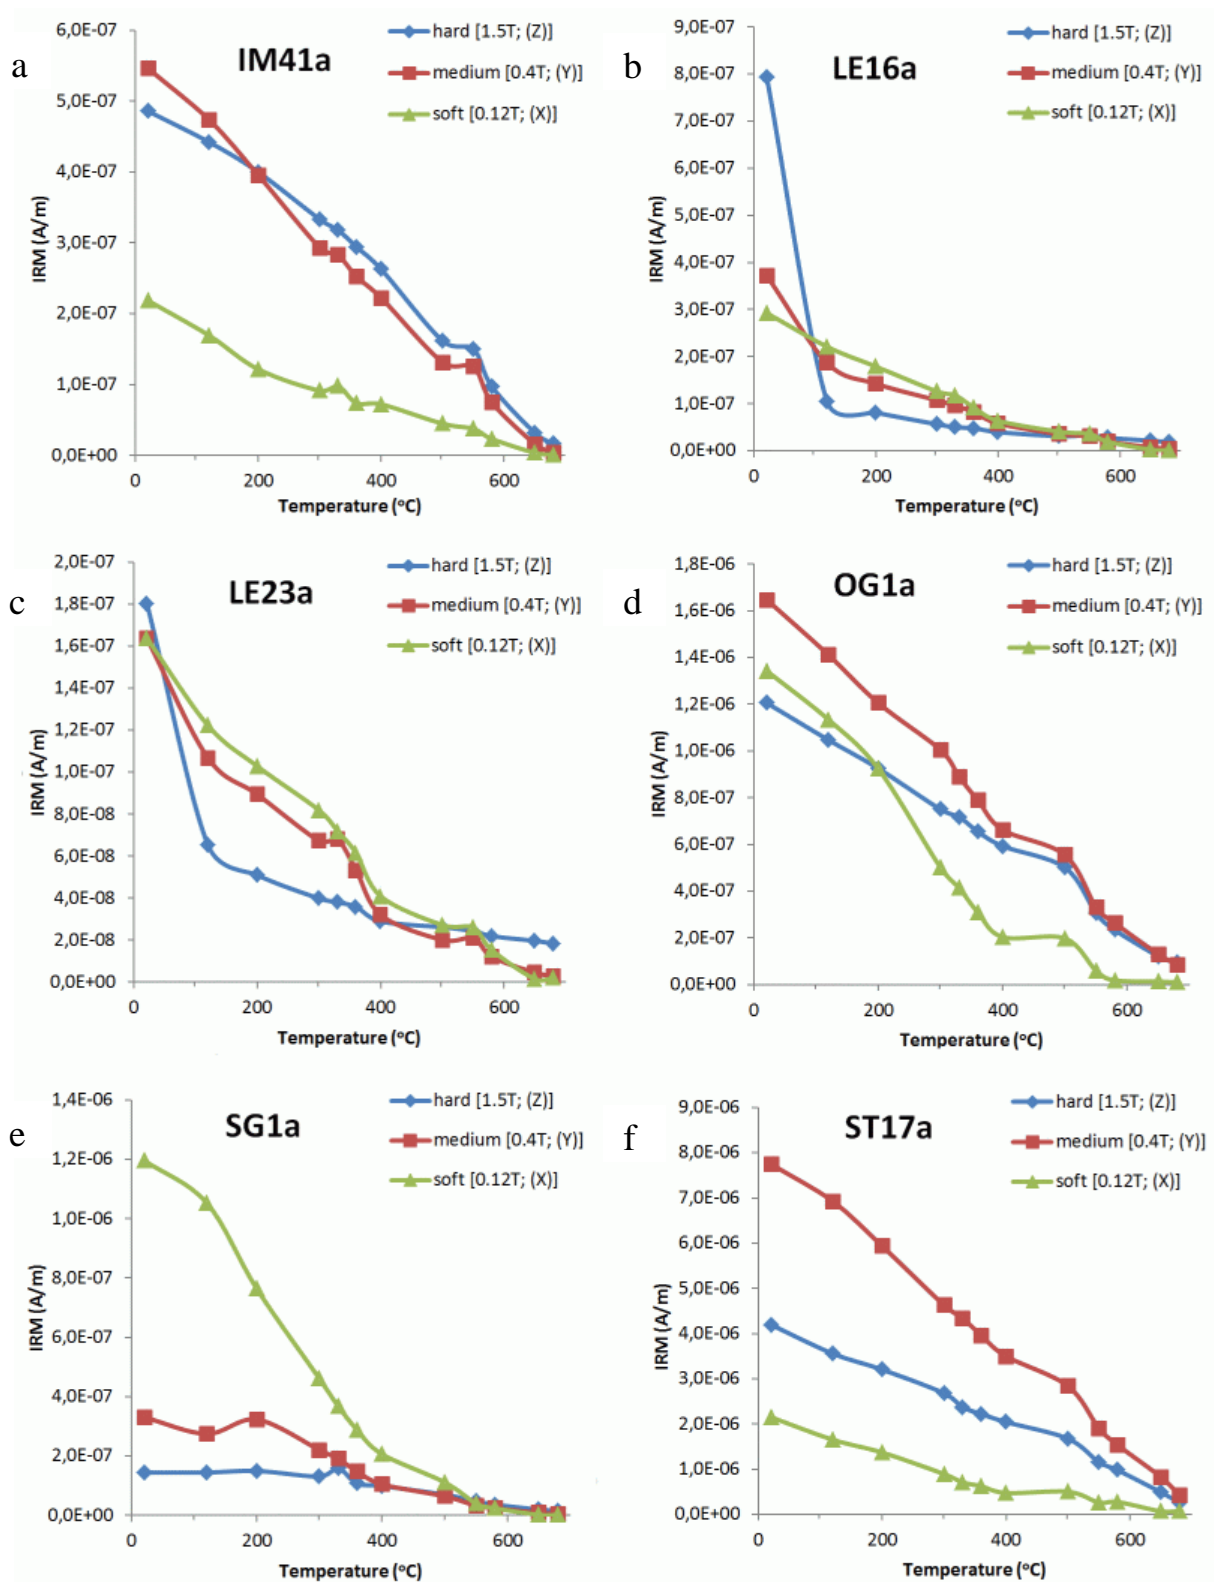 a
IM41a
hard [1.5T; (Z)]
medium [0.4T; (Y)]
soft [0.12T; (X)]
6,0E-07
5,0E-07
4,0E-07
3,0E-07
2,0E-07
1,0E-07
0,0E+00
IRM (A/m)
0 200 400 600
Temperature (°C)
b
LE16a
hard [1.5T; (Z)]
medium [0.4T; (Y)]
soft [0.12T; (X)]
9,0E-07
8,0E-07
7,0E-07
6,0E-07
5,0E-07
4,0E-07
3,0E-07
2,0E-07
1,0E-07
0,0E+00
IRM (A/m)
0 200 400 600
Temperature (°C)
c
LE23a
hard [1.5T; (Z)]
medium [0.4T; (Y)]
soft [0.12T; (X)]
2,0E-07
1,8E-07
1,6E-07
1,4E-07
1,2E-07
1,0E-07
8,0E-08
6,0E-08
4,0E-08
2,0E-08
0,0E+00
IRM (A/m)
0 200 400 600
Temperature (°C)
d
OG1a
hard [1.5T; (Z)]
medium [0.4T; (Y)]
soft [0.12T; (X)]
1,8E-06
1,6E-06
1,4E-06
1,2E-06
1,0E-06
8,0E-07
6,0E-07
4,0E-07
2,0E-07
0,0E+00
IRM (A/m)
0 200 400 600
Temperature (°C)
e
SG1a
hard [1.5T; (Z)]
medium [0.4T; (Y)]
soft [0.12T; (X)]
1,4E-06
1,2E-06
1,0E-06
8,0E-07
6,0E-07
4,0E-07
2,0E-07
0,0E+00
IRM (A/m)
0 200 400 600
Temperature (°C)
f
ST17a
hard [1.5T; (Z)]
medium [0.4T; (Y)]
soft [0.12T; (X)]
9,0E-06
8,0E-06
7,0E-06
6,0E-06
5,0E-06
4,0E-06
3,0E-06
2,0E-06
1,0E-06
0,0E+00
IRM (A/m)
0 200 400 600
Temperature (°C)